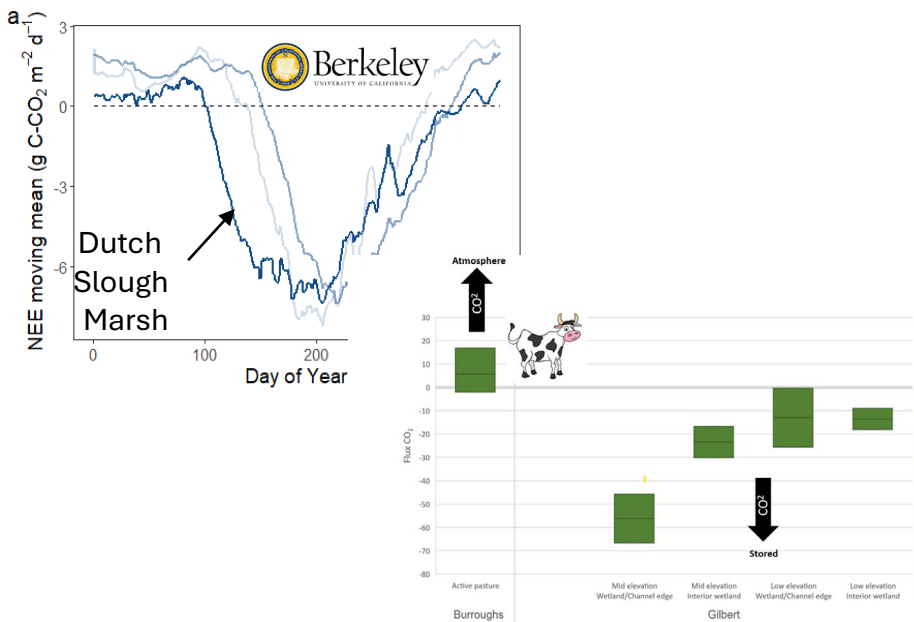 a.
NEE moving mean (g C-CO₂ m⁻² d⁻¹)
3
0
-3
-6
Berkeley
UNIVERSITY OF CALIFORNIA
Dutch
Slough
Marsh
0
100
200
Day of Year
Atmosphere
CO²
Flux CO₂
30
20
10
0
-10
-20
-30
-40
-50
-60
-70
-80
CO²
Stored
Active pasture
Mid elevation
Wetland/Channel edge
Mid elevation
Interior wetland
Low elevation
Wetland/Channel edge
Low elevation
Interior wetland
Burroughs
Gilbert